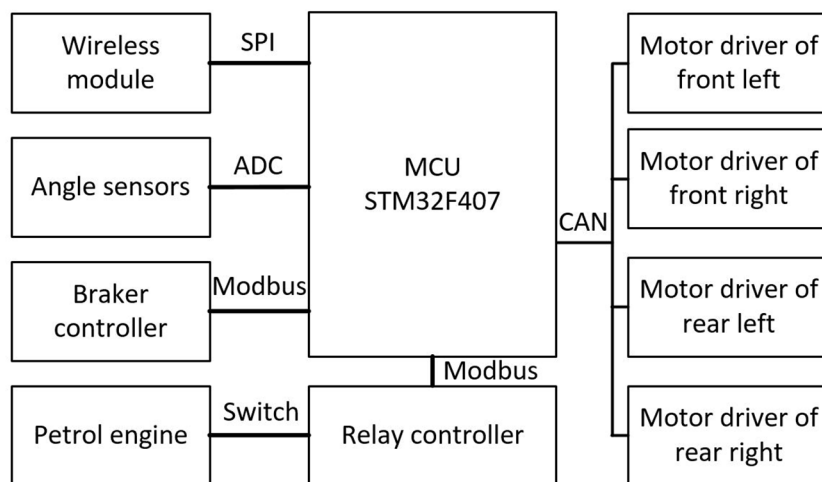 Wireless
module
SPI
Angle sensors
ADC
Braker
controller
Modbus
Petrol engine
Switch
MCU
STM32F407
Modbus
Relay controller
CAN
Motor driver of
front left
Motor driver of
front right
Motor driver of
rear left
Motor driver of
rear right